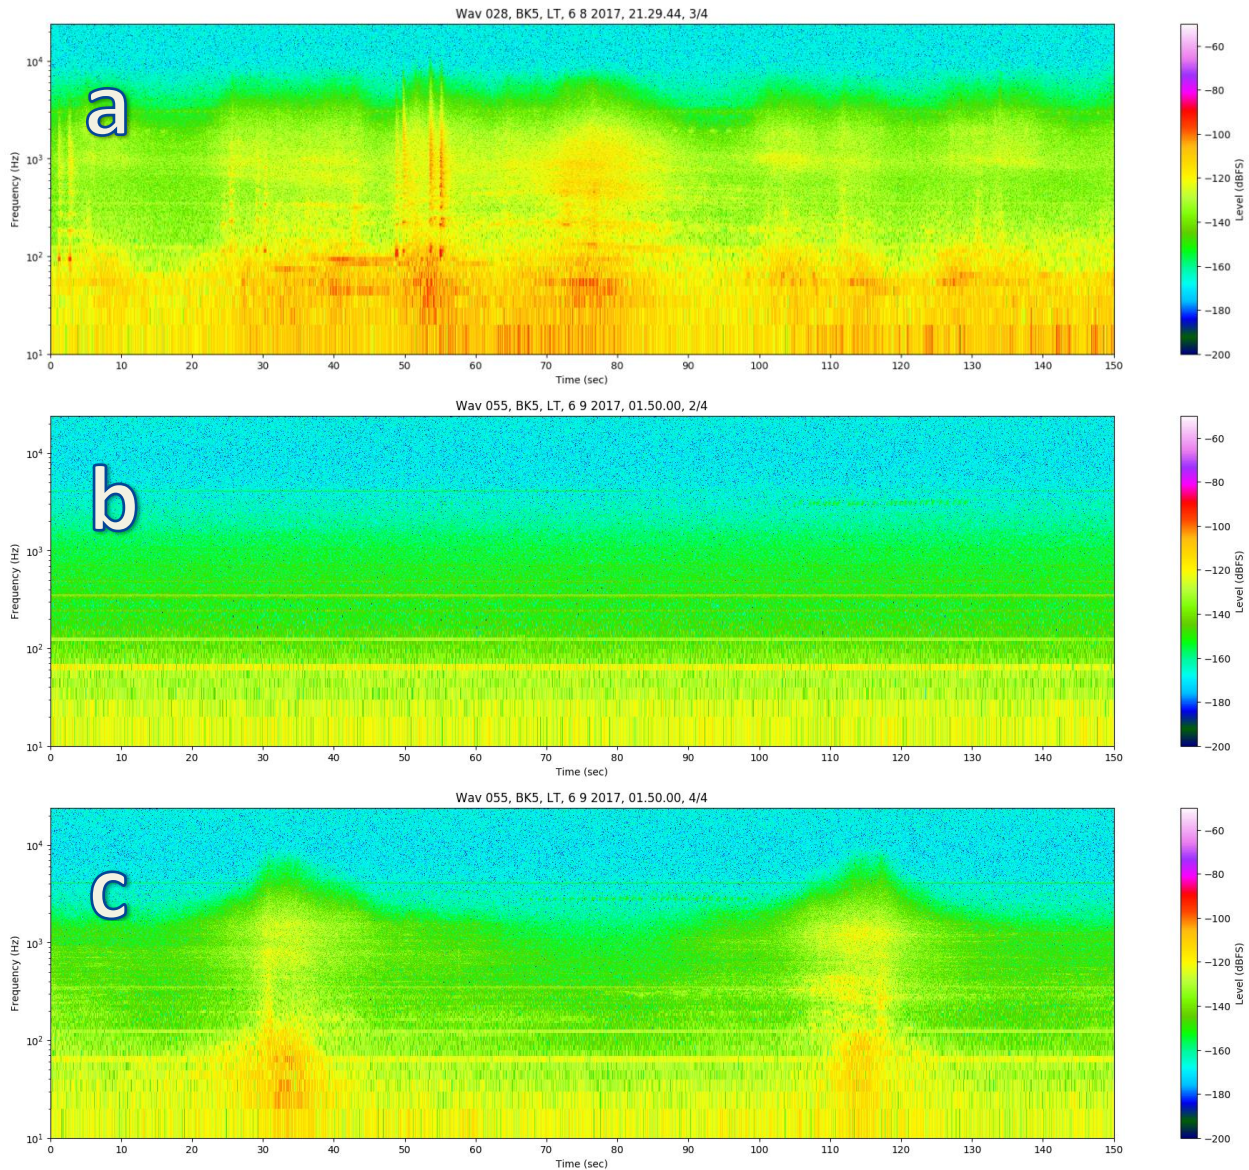 Wav 028, BK5, LT, 6 8 2017, 21.29.44, 3/4
a
Frequency (Hz)
10⁴
10³
10²
10¹
0 10 20 30 40 50 60 70 80 90 100 110 120 130 140 150
Time (sec)
−60
−80
−100
−120
−140
−160
−180
−200
Level (dBFS)
Wav 055, BK5, LT, 6 9 2017, 01.50.00, 2/4
b
Frequency (Hz)
10⁴
10³
10²
10¹
0 10 20 30 40 50 60 70 80 90 100 110 120 130 140 150
Time (sec)
−60
−80
−100
−120
−140
−160
−180
−200
Level (dBFS)
Wav 055, BK5, LT, 6 9 2017, 01.50.00, 4/4
c
Frequency (Hz)
10⁴
10³
10²
10¹
0 10 20 30 40 50 60 70 80 90 100 110 120 130 140 150
Time (sec)
−60
−80
−100
−120
−140
−160
−180
−200
Level (dBFS)